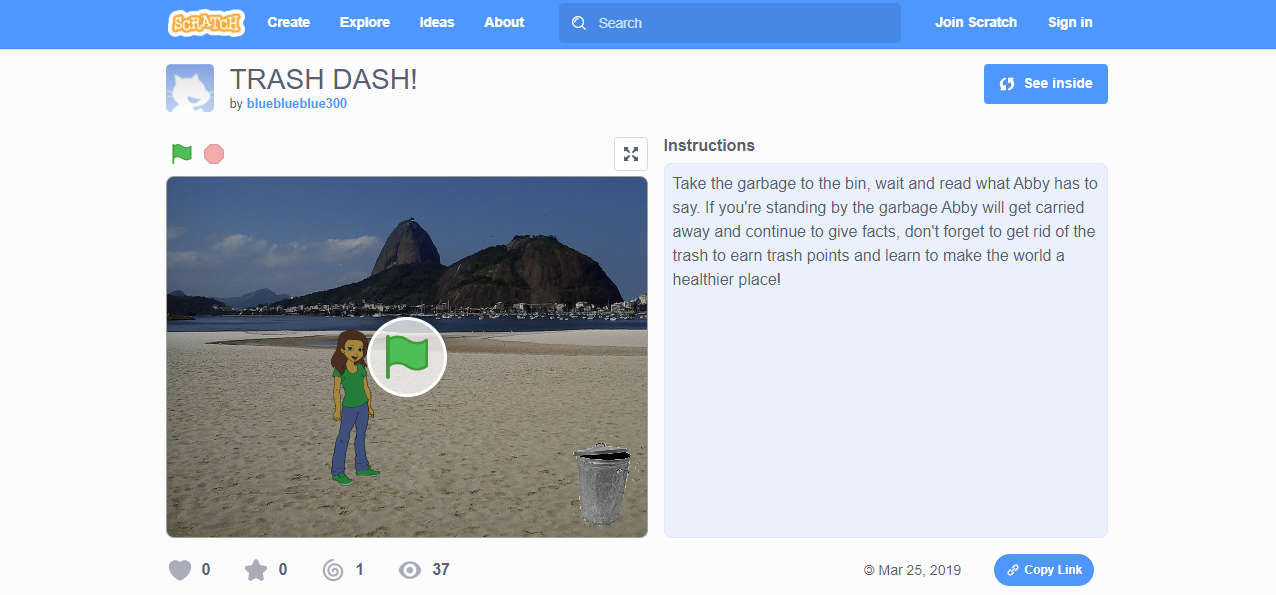 SCRATCH Create Explore Ideas About Search Join Scratch Sign in
TRASH DASH!
by blueblueblue300
See inside
Instructions
Take the garbage to the bin, wait and read what Abby has to
say. If you're standing by the garbage Abby will get carried
away and continue to give facts, don't forget to get rid of the
trash to earn trash points and learn to make the world a
healthier place!
0 0 1 37
© Mar 25, 2019
Copy Link